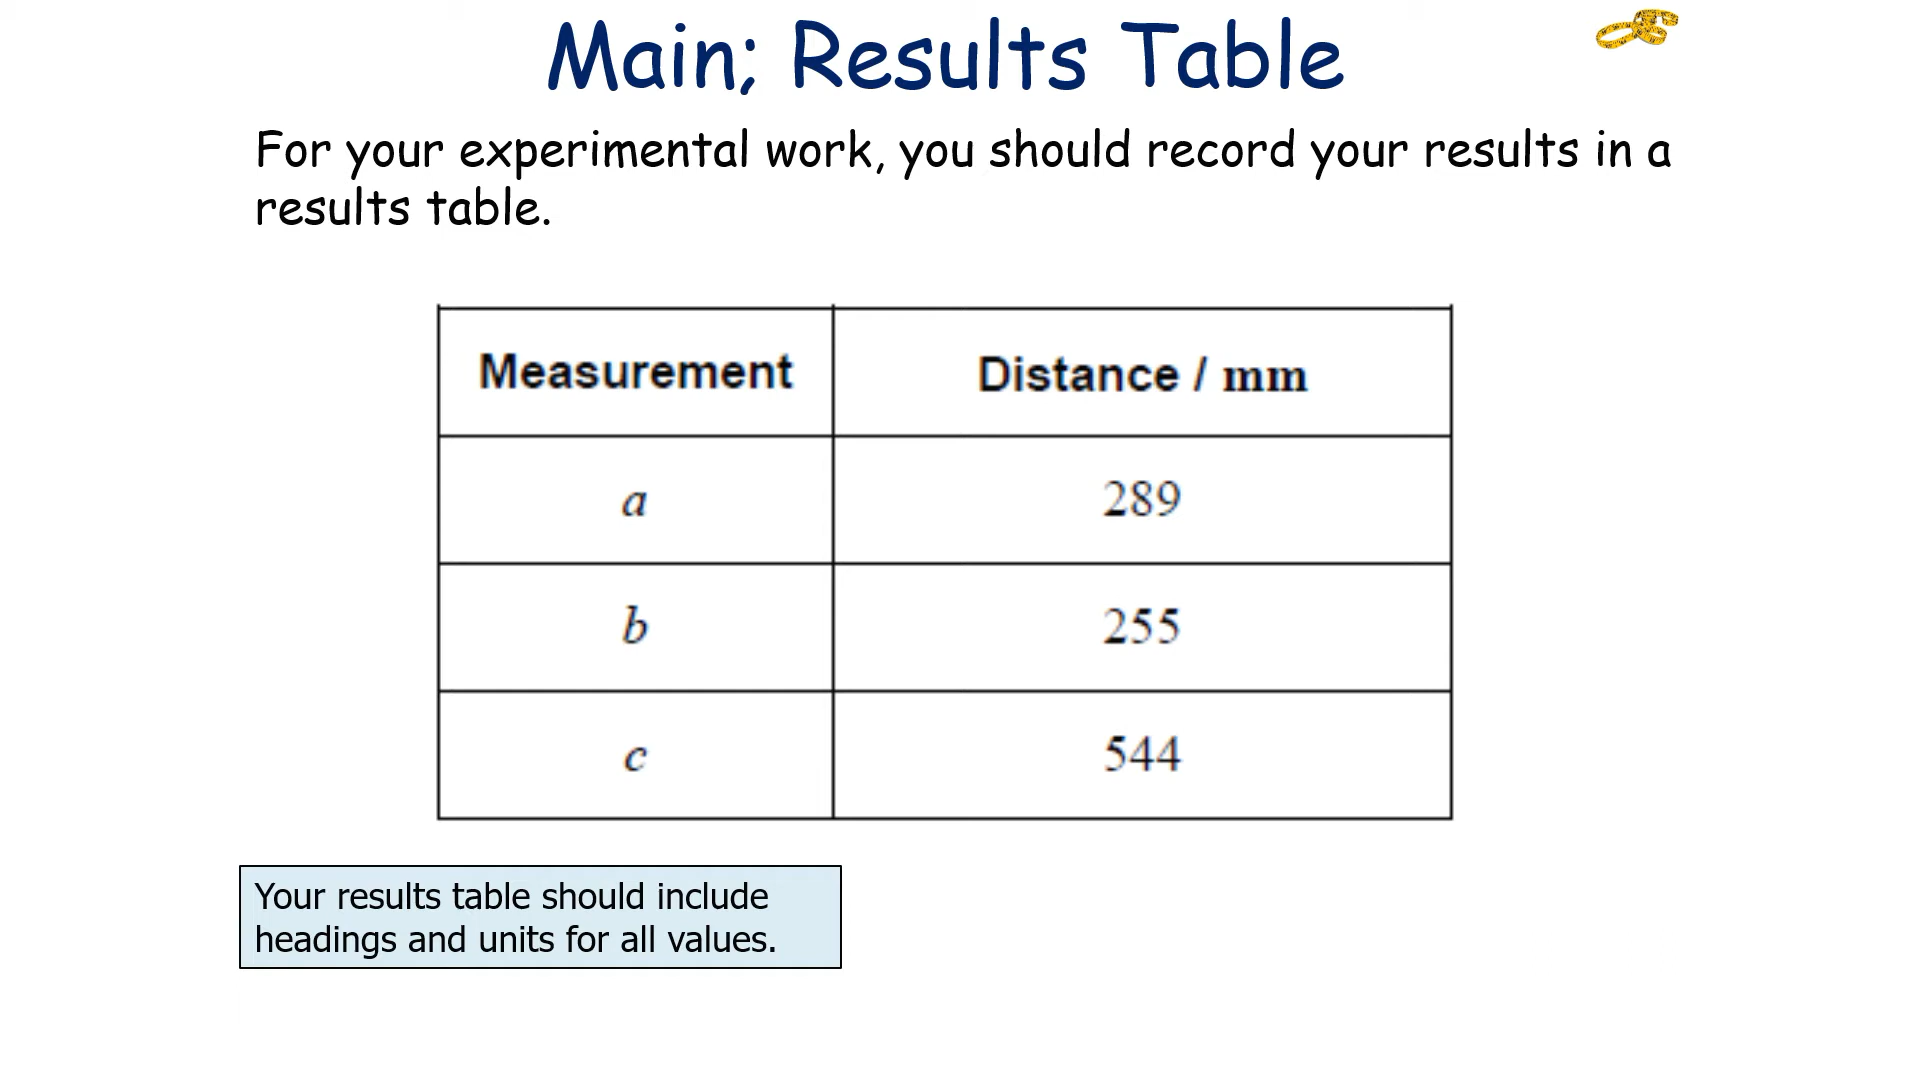 Main; Results Table
For your experimental work, you should record your results in a
results table.
Measurement Distance / mm
a 289
b 255
c 544
Your results table should include
headings and units for all values.